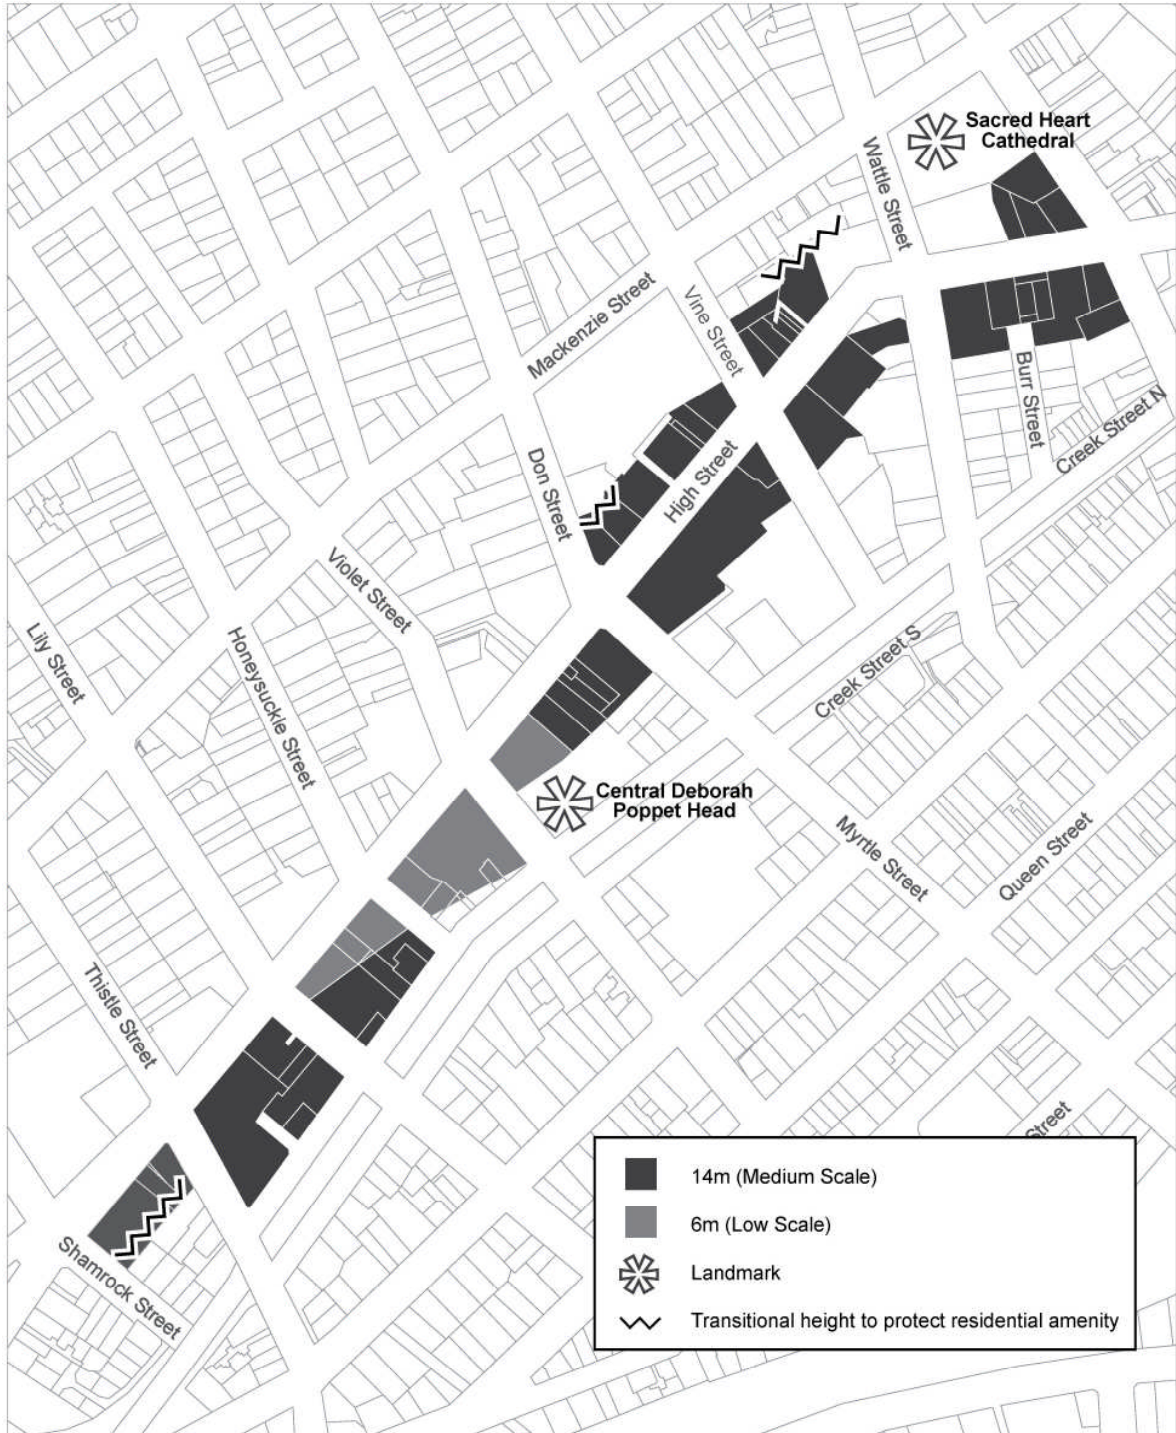 Sacred Heart
Cathedral
Wattle Street
Mackenzie Street
Vine Street
Burr Street
Creek Street N
High Street
Don Street
Violet Street
Lily Street
Honeysuckle Street
Creek Street S
Central Deborah
Poppet Head
Myrtle Street
Queen Street
Thistle Street
Street
Shamrock Street
14m (Medium Scale)
6m (Low Scale)
Landmark
Transitional height to protect residential amenity